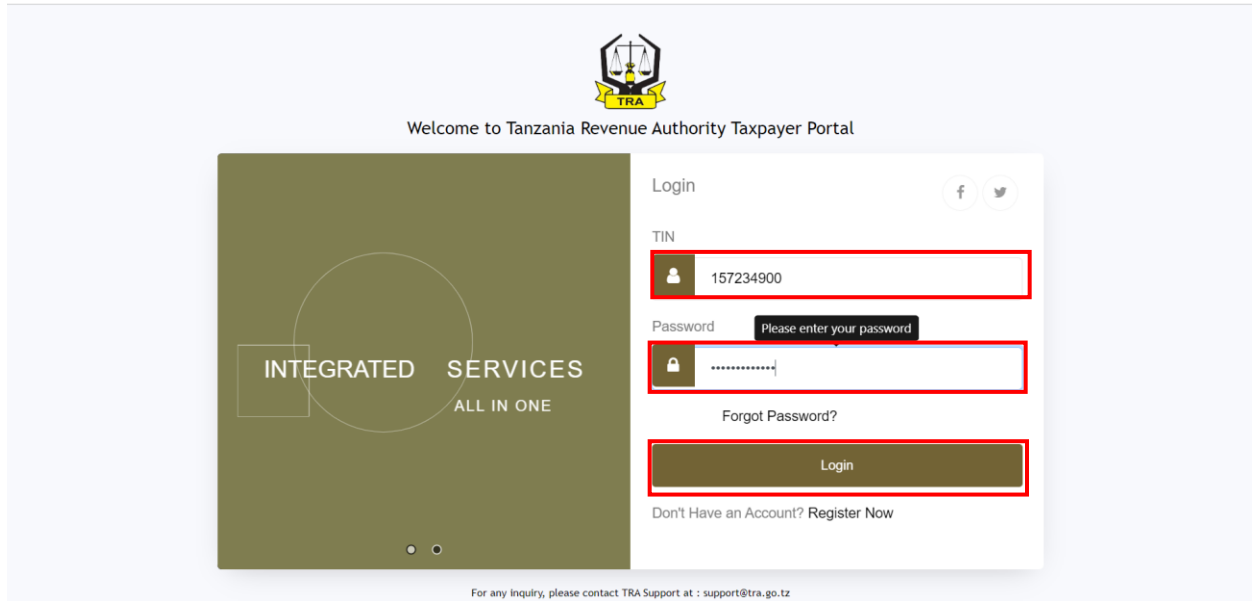 TRA
Welcome to Tanzania Revenue Authority Taxpayer Portal
INTEGRATED SERVICES
ALL IN ONE
Login
f
TIN
157234900
Password
Please enter your password
•••••••••••••
Forgot Password?
Login
Don't Have an Account? Register Now
For any inquiry, please contact TRA Support at : support@tra.go.tz